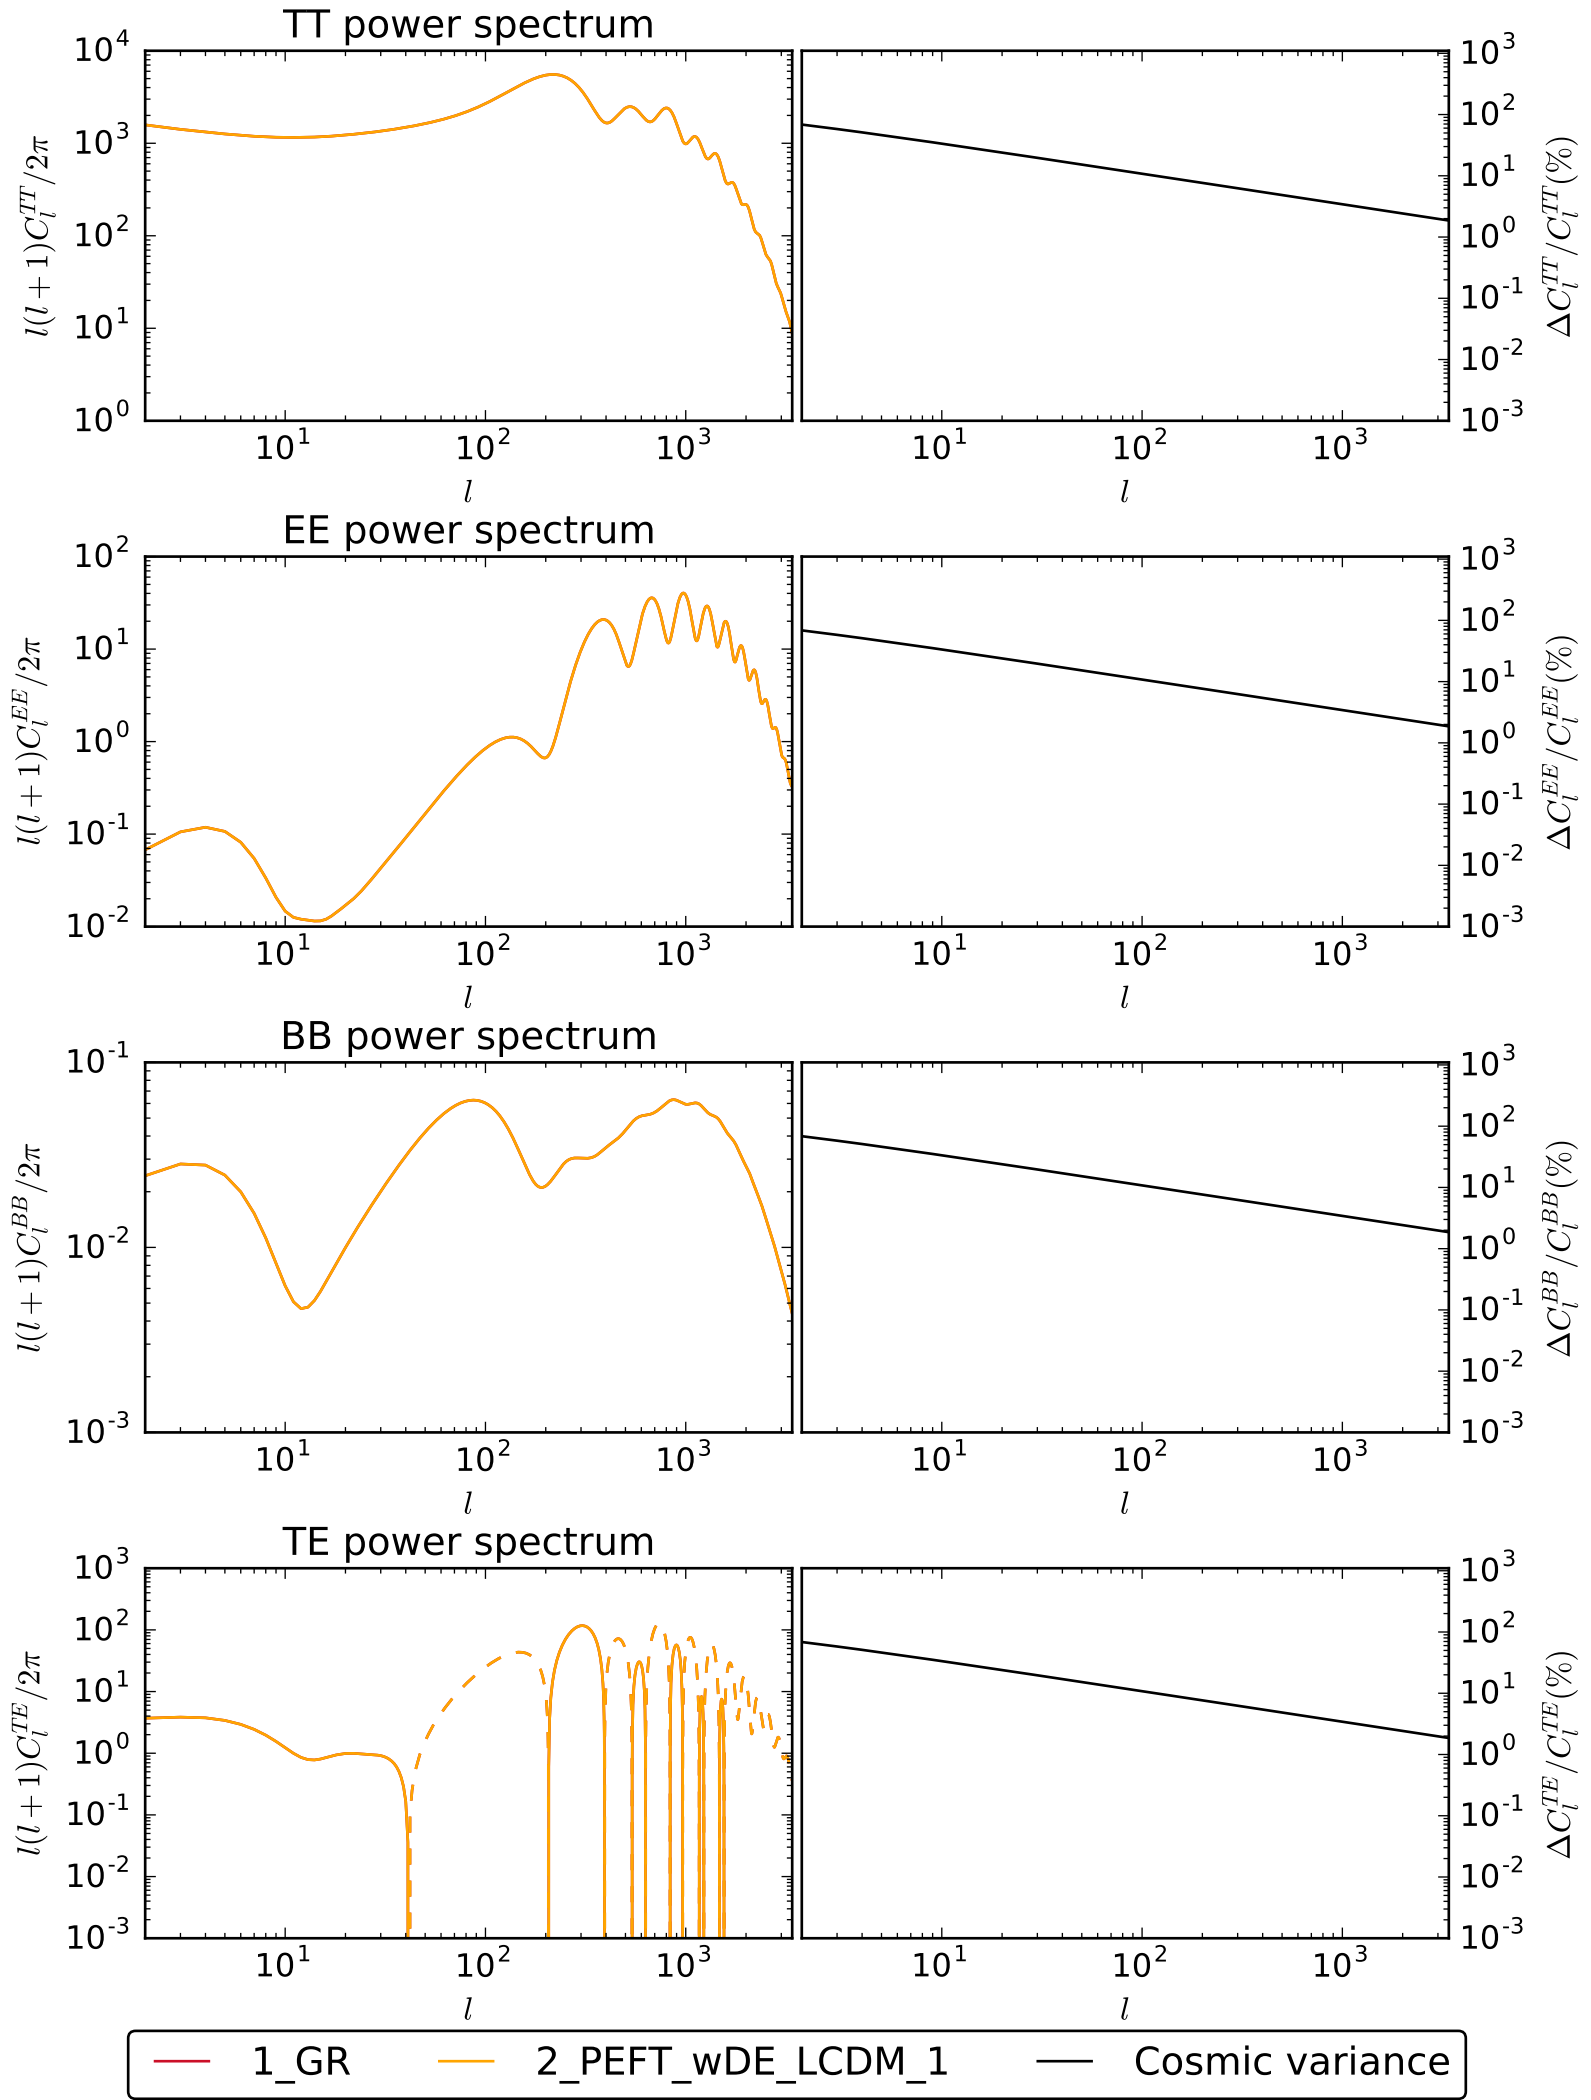 TT power spectrum
10^4
10^3
10^2
10^1
10^0
l(l+1)C_l^{TT}/2π
10^1 10^2 10^3
l
10^3
10^2
10^1
10^0
10^-1
10^-2
10^-3
ΔC_l^{TT}/C_l^{TT}(%)
10^1 10^2 10^3
l
EE power spectrum
10^2
10^1
10^0
10^-1
10^-2
l(l+1)C_l^{EE}/2π
10^1 10^2 10^3
l
10^3
10^2
10^1
10^0
10^-1
10^-2
10^-3
ΔC_l^{EE}/C_l^{EE}(%)
10^1 10^2 10^3
l
BB power spectrum
10^-1
10^-2
10^-3
l(l+1)C_l^{BB}/2π
10^1 10^2 10^3
l
10^3
10^2
10^1
10^0
10^-1
10^-2
10^-3
ΔC_l^{BB}/C_l^{BB}(%)
10^1 10^2 10^3
l
TE power spectrum
10^3
10^2
10^1
10^0
10^-1
10^-2
10^-3
l(l+1)C_l^{TE}/2π
10^1 10^2 10^3
l
10^3
10^2
10^1
10^0
10^-1
10^-2
10^-3
ΔC_l^{TE}/C_l^{TE}(%)
10^1 10^2 10^3
l
1_GR 2_PEFT_wDE_LCDM_1 Cosmic variance